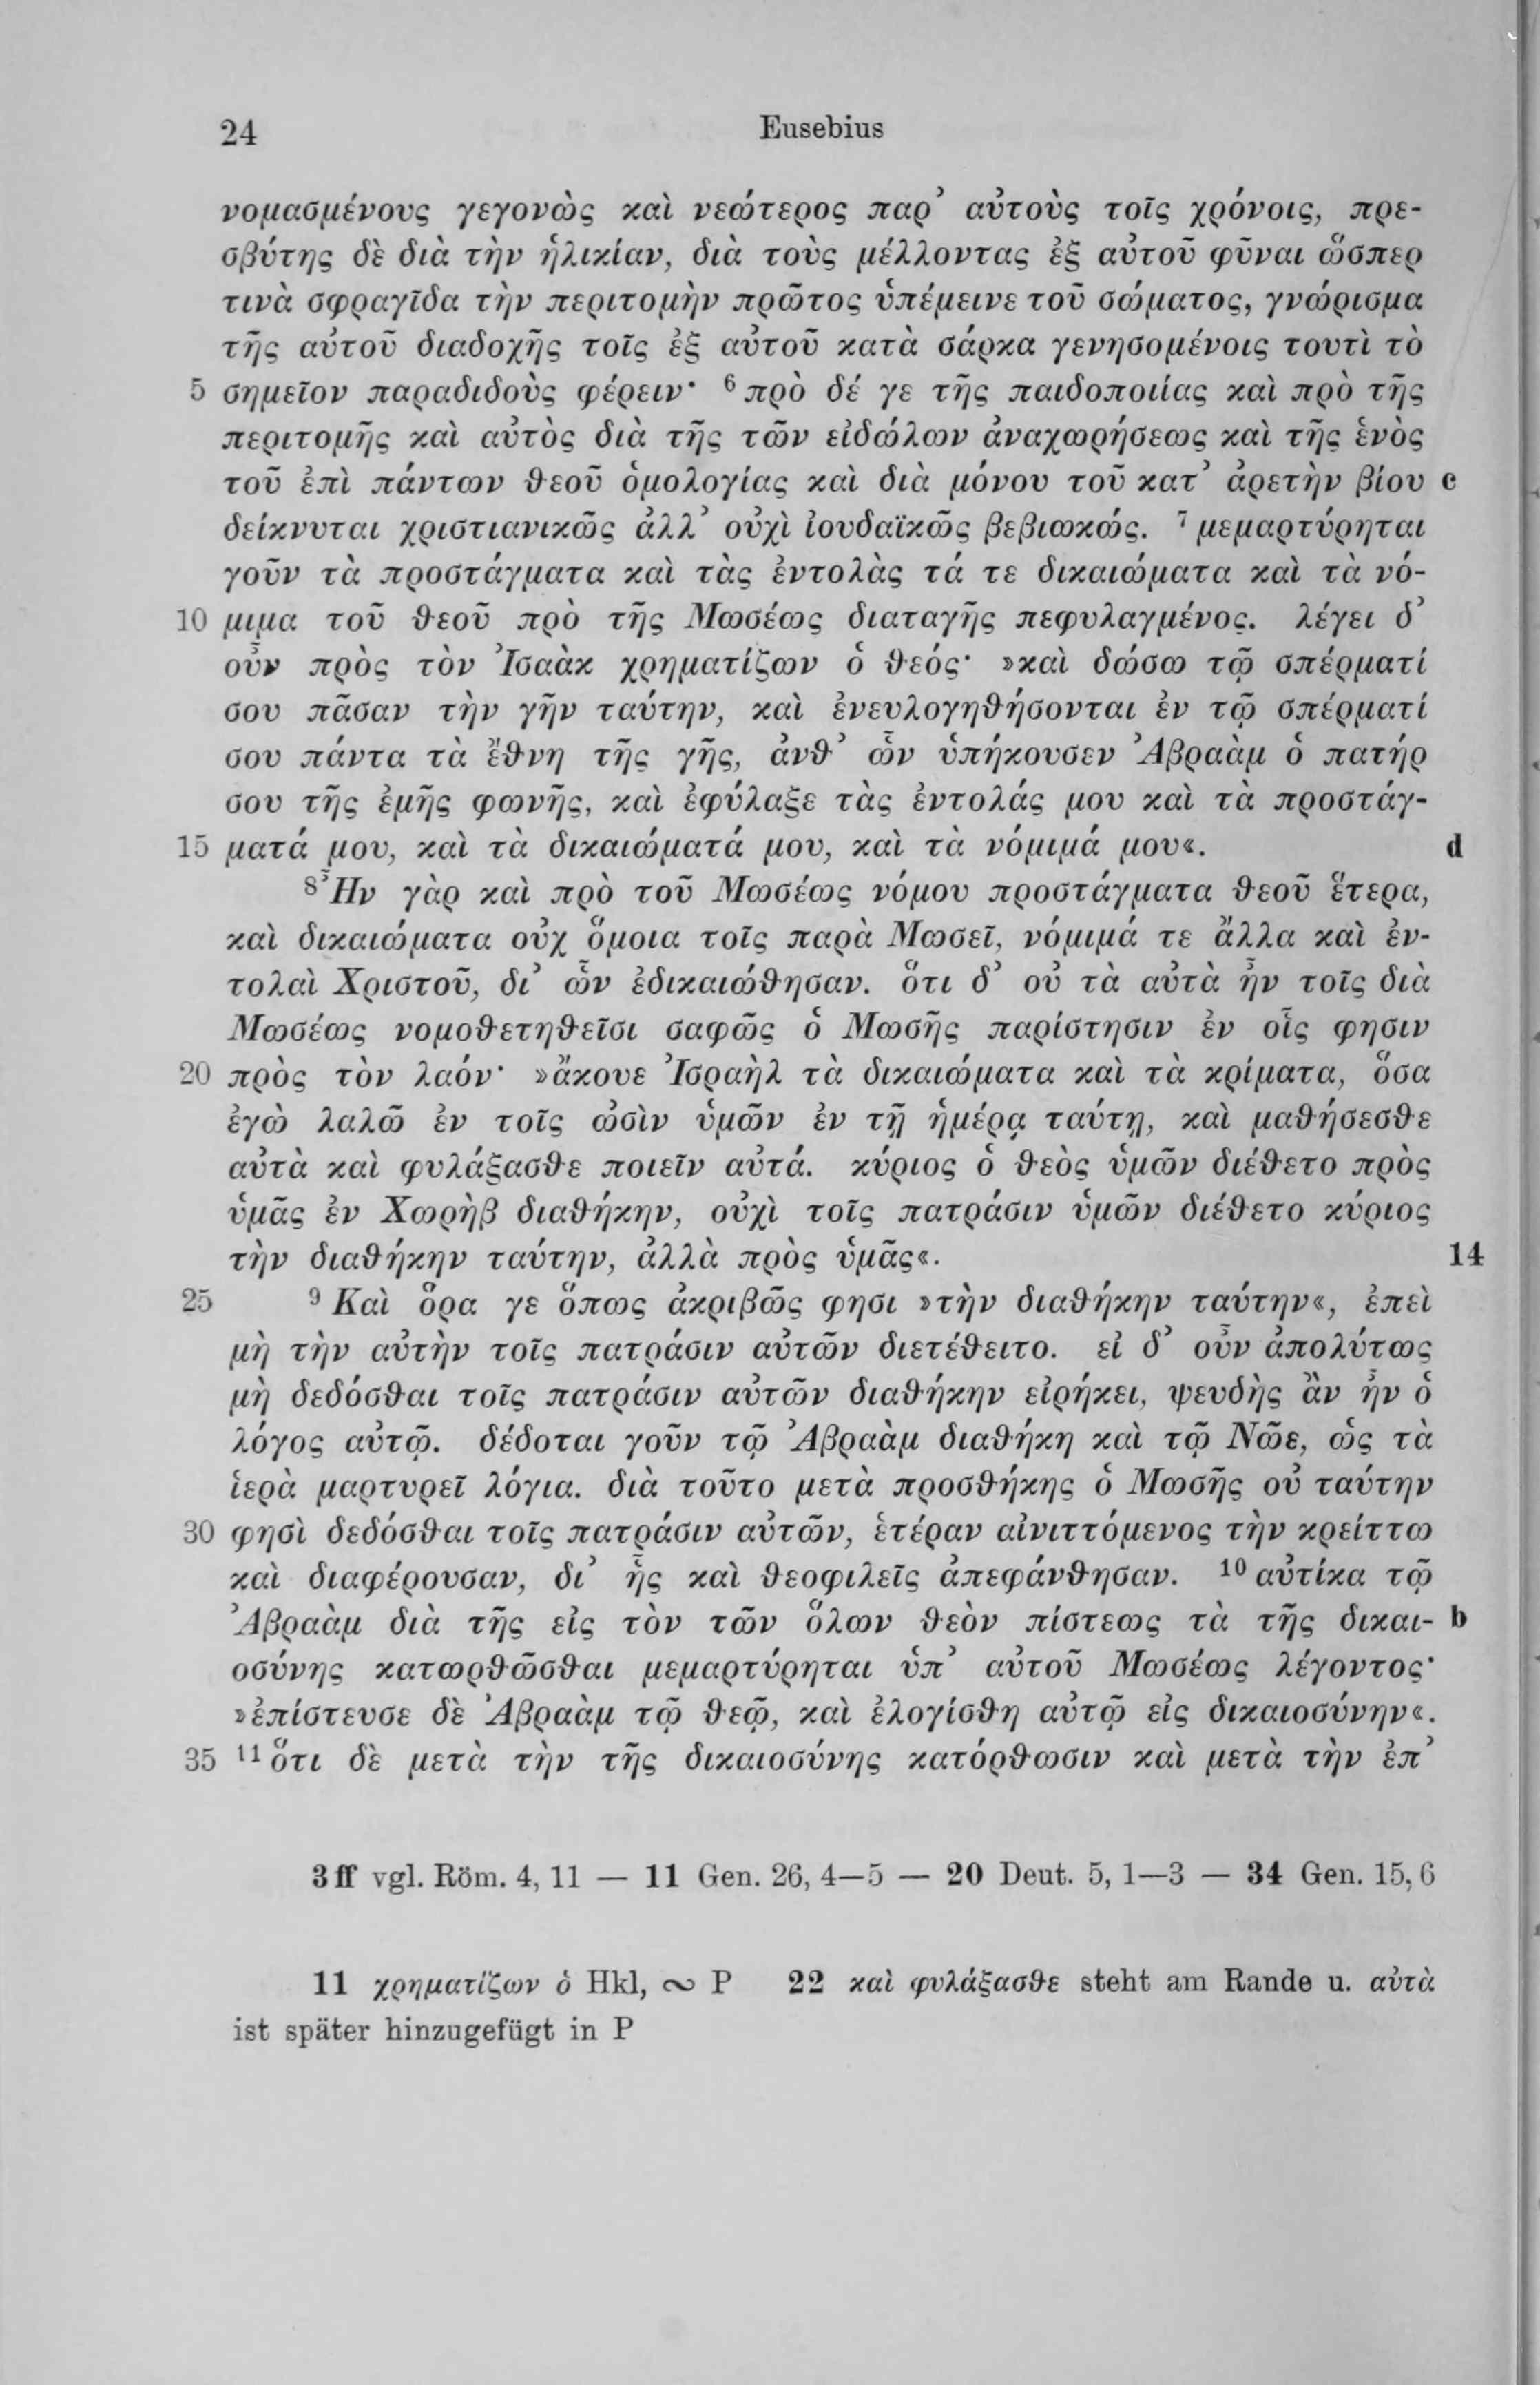 24 Eusebius
νομασμένους γεγονὼς καὶ νεώτερος παρ’ αὐτοὺς τοῖς χρόνοις, πρε-
σβύτης δὲ διὰ τὴν ἡλικίαν, διὰ τοὺς μέλλοντας ἐξ αὐτοῦ φῦναι ὥσπερ
τινὰ σφραγῖδα τὴν περιτομὴν πρῶτος ὑπέμεινε τοῦ σώματος, γνώρισμα
τῆς αὐτοῦ διαδοχῆς τοῖς ἐξ αὐτοῦ κατὰ σάρκα γενησομένοις τουτὶ τὸ
5 σημεῖον παραδιδοὺς φέρειν· ⁶ πρὸ δέ γε τῆς παιδοποιίας καὶ πρὸ τῆς
περιτομῆς καὶ αὐτὸς διὰ τῆς τῶν εἰδώλων ἀναχωρήσεως καὶ τῆς ἑνὸς
τοῦ ἐπὶ πάντων θεοῦ ὁμολογίας καὶ διὰ μόνου τοῦ κατ’ ἀρετὴν βίου c
δείκνυται χριστιανικῶς ἀλλ’ οὐχὶ ἰουδαϊκῶς βεβιωκώς. ⁷ μεμαρτύρηται
γοῦν τὰ προστάγματα καὶ τὰς ἐντολὰς τά τε δικαιώματα καὶ τὰ νό-
10 μιμα τοῦ θεοῦ πρὸ τῆς Μωσέως διαταγῆς πεφυλαγμένος. λέγει δ’
οὖν πρὸς τὸν Ἰσαὰκ χρηματίζων ὁ θεός· »καὶ δώσω τῷ σπέρματί
σου πᾶσαν τὴν γῆν ταύτην, καὶ ἐνευλογηθήσονται ἐν τῷ σπέρματί
σου πάντα τὰ ἔθνη τῆς γῆς, ἀνθ’ ὧν ὑπήκουσεν Ἀβραὰμ ὁ πατήρ
σου τῆς ἐμῆς φωνῆς, καὶ ἐφύλαξε τὰς ἐντολάς μου καὶ τὰ προστάγ-
15 ματά μου, καὶ τὰ δικαιώματά μου, καὶ τὰ νόμιμά μου«. d
⁸ Ἦν γὰρ καὶ πρὸ τοῦ Μωσέως νόμου προστάγματα θεοῦ ἕτερα,
καὶ δικαιώματα οὐχ ὅμοια τοῖς παρὰ Μωσεῖ, νόμιμά τε ἄλλα καὶ ἐν-
τολαὶ Χριστοῦ, δι’ ὧν ἐδικαιώθησαν. ὅτι δ’ οὐ τὰ αὐτὰ ἦν τοῖς διὰ
Μωσέως νομοθετηθεῖσι σαφῶς ὁ Μωσῆς παρίστησιν ἐν οἷς φησιν
20 πρὸς τὸν λαόν· »ἄκουε Ἰσραὴλ τὰ δικαιώματα καὶ τὰ κρίματα, ὅσα
ἐγὼ λαλῶ ἐν τοῖς ὠσὶν ὑμῶν ἐν τῇ ἡμέρᾳ ταύτῃ, καὶ μαθήσεσθε
αὐτὰ καὶ φυλάξασθε ποιεῖν αὐτά. κύριος ὁ θεὸς ὑμῶν διέθετο πρὸς
ὑμᾶς ἐν Χωρὴβ διαθήκην, οὐχὶ τοῖς πατράσιν ὑμῶν διέθετο κύριος
τὴν διαθήκην ταύτην, ἀλλὰ πρὸς ὑμᾶς«. 14
25 ⁹ Καὶ ὅρα γε ὅπως ἀκριβῶς φησι »τὴν διαθήκην ταύτην«, ἐπεὶ
μὴ τὴν αὐτὴν τοῖς πατράσιν αὐτῶν διετέθειτο. εἰ δ’ οὖν ἀπολύτως
μὴ δεδόσθαι τοῖς πατράσιν αὐτῶν διαθήκην εἰρήκει, ψευδὴς ἂν ἦν ὁ
λόγος αὐτῷ. δέδοται γοῦν τῷ Ἀβραὰμ διαθήκη καὶ τῷ Νῶε, ὡς τὰ
ἱερὰ μαρτυρεῖ λόγια. διὰ τοῦτο μετὰ προσθήκης ὁ Μωσῆς οὐ ταύτην
30 φησὶ δεδόσθαι τοῖς πατράσιν αὐτῶν, ἑτέραν αἰνιττόμενος τὴν κρείττω
καὶ διαφέρουσαν, δι’ ἧς καὶ θεοφιλεῖς ἀπεφάνθησαν. ¹⁰ αὐτίκα τῷ
Ἀβραὰμ διὰ τῆς εἰς τὸν τῶν ὅλων θεὸν πίστεως τὰ τῆς δικαι- b
οσύνης κατωρθῶσθαι μεμαρτύρηται ὑπ’ αὐτοῦ Μωσέως λέγοντος·
»ἐπίστευσε δὲ Ἀβραὰμ τῷ θεῷ, καὶ ἐλογίσθη αὐτῷ εἰς δικαιοσύνην«.
35 ¹¹ ὅτι δὲ μετὰ τὴν τῆς δικαιοσύνης κατόρθωσιν καὶ μετὰ τὴν ἐπ’
3 ff vgl. Röm. 4, 11 — 11 Gen. 26, 4—5 — 20 Deut. 5, 1—3 — 34 Gen. 15, 6
11 χρηματίζων ὁ Hkl, ∾ P 22 καὶ φυλάξασθε steht am Rande u. αὐτὰ
ist später hinzugefügt in P